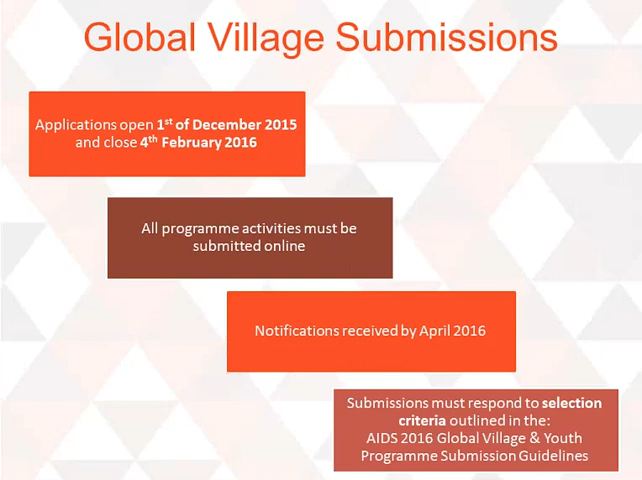 Global Village Submissions
Applications open 1st of December 2015
and close 4th February 2016
All programme activities must be
submitted online
Notifications received by April 2016
Submissions must respond to selection
criteria outlined in the:
AIDS 2016 Global Village & Youth
Programme Submission Guidelines